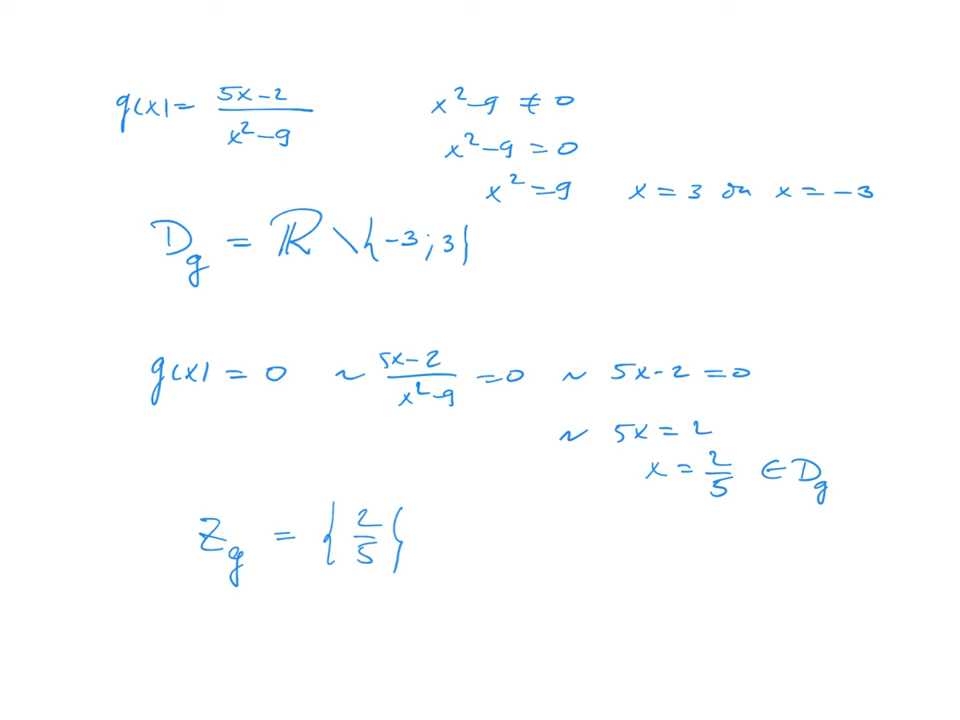 g(x) = (5x-2)/(x²-9)    x²-9 ≠ 0
x²-9 = 0
x² = 9    x = 3 ou x = -3
D_g = ℝ \ {-3; 3}
g(x) = 0 ~ (5x-2)/(x²-9) = 0 ~ 5x-2 = 0
~ 5x = 2
x = 2/5 ∈ D_g
Z_g = {2/5}